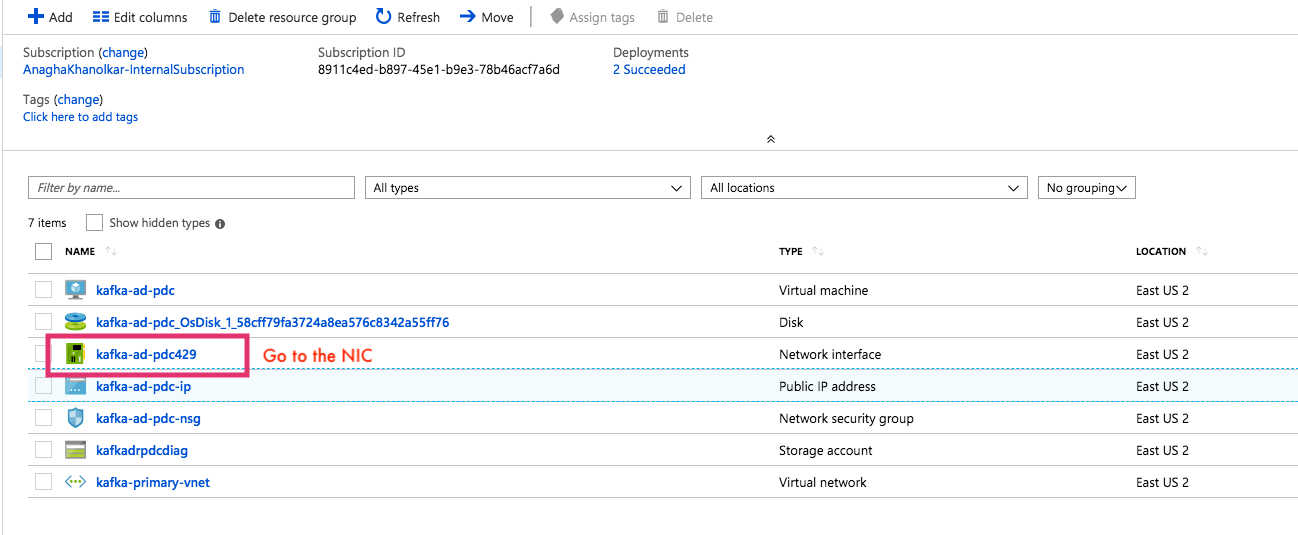 Add Edit columns Delete resource group Refresh Move Assign tags Delete
Subscription (change) Subscription ID Deployments
AnaghaKhanolkar-InternalSubscription 8911c4ed-b897-45e1-b9e3-78b46acf7a6d 2 Succeeded
Tags (change)
Click here to add tags
Filter by name... All types All locations No grouping
7 items Show hidden types
NAME TYPE LOCATION
kafka-ad-pdc Virtual machine East US 2
kafka-ad-pdc_OsDisk_1_58cff79fa3724a8ea576c8342a55ff76 Disk East US 2
kafka-ad-pdc429 Go to the NIC Network interface East US 2
kafka-ad-pdc-ip Public IP address East US 2
kafka-ad-pdc-nsg Network security group East US 2
kafkadrpdcdiag Storage account East US 2
kafka-primary-vnet Virtual network East US 2